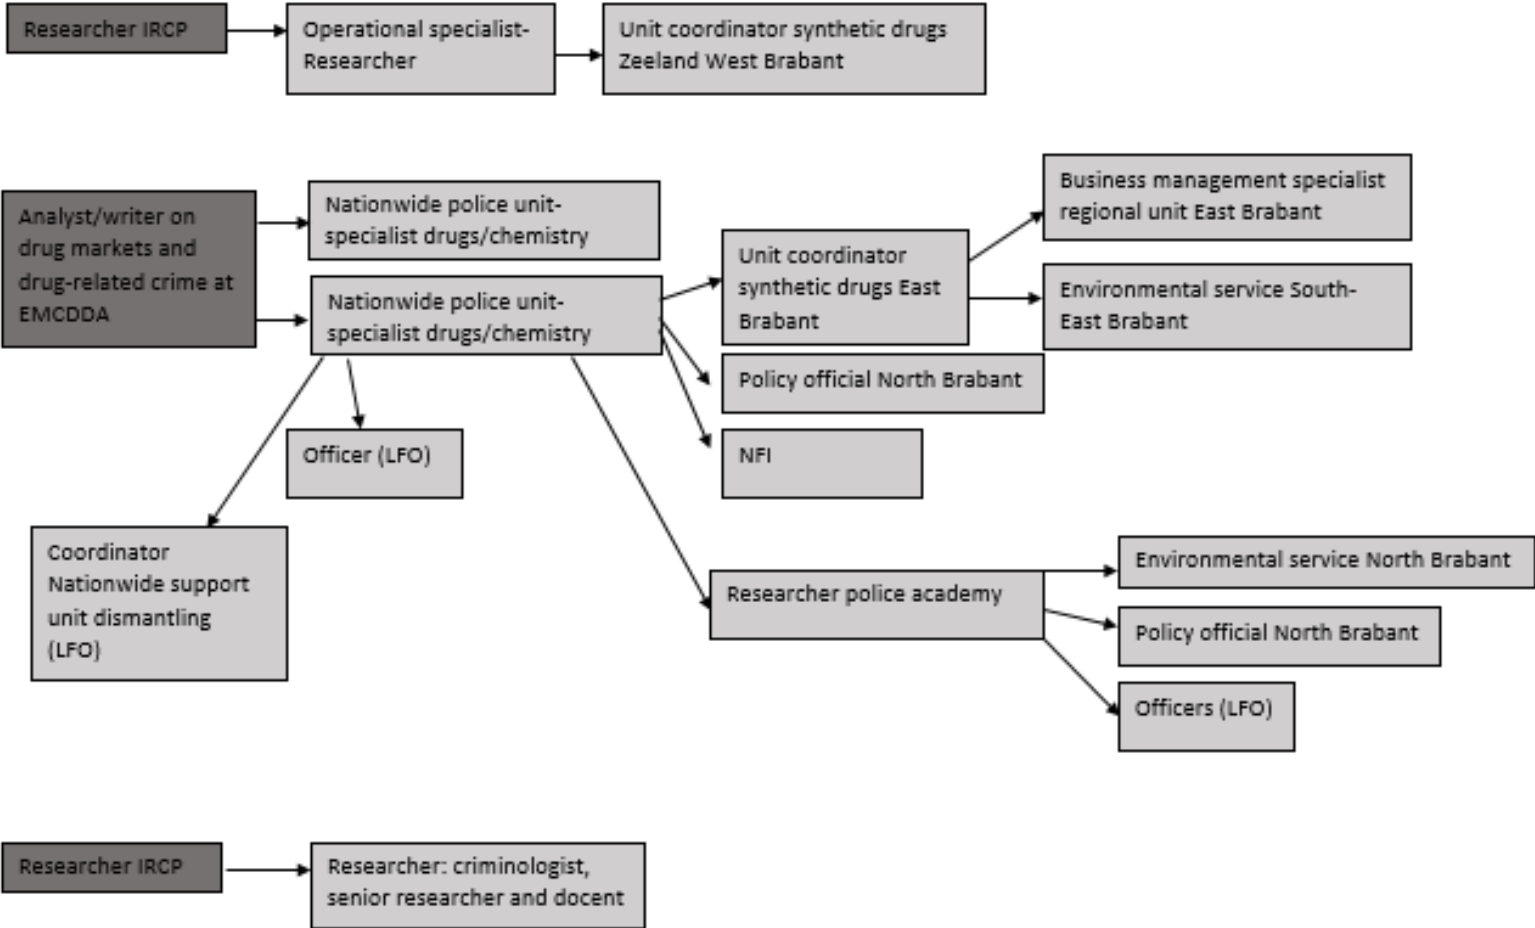 Researcher IRCP
Operational specialist-
Researcher
Unit coordinator synthetic drugs
Zeeland West Brabant
Analyst/writer on
drug markets and
drug-related crime at
EMCDDA
Nationwide police unit-
specialist drugs/chemistry
Nationwide police unit-
specialist drugs/chemistry
Unit coordinator
synthetic drugs East
Brabant
Business management specialist
regional unit East Brabant
Environmental service South-
East Brabant
Policy official North Brabant
NFI
Officer (LFO)
Coordinator
Nationwide support
unit dismantling
(LFO)
Researcher police academy
Environmental service North Brabant
Policy official North Brabant
Officers (LFO)
Researcher IRCP
Researcher: criminologist,
senior researcher and docent